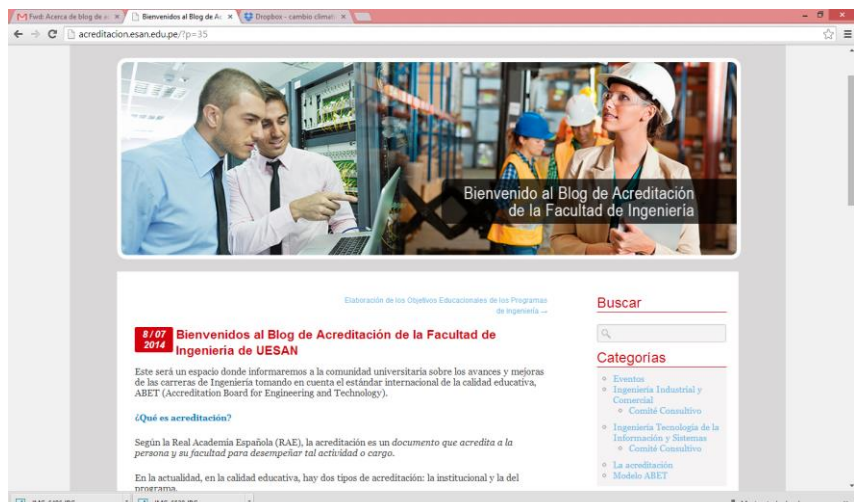 Fwd: Acerca de blog de a
Bienvenidos al Blog de Ac
Dropbox - cambio climati
acreditacion.esan.edu.pe/?p=35
Bienvenido al Blog de Acreditación
de la Facultad de Ingeniería
Elaboración de los Objetivos Educacionales de los Programas
de Ingeniería →
8/07
2014
Bienvenidos al Blog de Acreditación de la Facultad de
Ingeniería de UESAN
Este será un espacio donde informaremos a la comunidad universitaria sobre los avances y mejoras
de las carreras de Ingeniería tomando en cuenta el estándar internacional de la calidad educativa,
ABET (Accreditation Board for Engineering and Technology).
¿Qué es acreditación?
Según la Real Academia Española (RAE), la acreditación es un documento que acredita a la
persona y su facultad para desempeñar tal actividad o cargo.
En la actualidad, en la calidad educativa, hay dos tipos de acreditación: la institucional y la del
programa.
Buscar
Categorías
Eventos
Ingeniería Industrial y
Comercial
Comité Consultivo
Ingeniería Tecnología de la
Información y Sistemas
Comité Consultivo
La acreditación
Modelo ABET